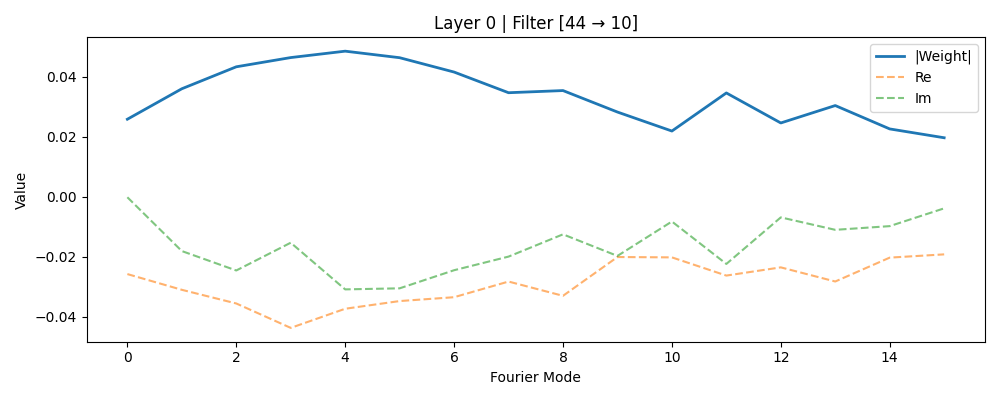 Layer 0 | Filter [44 → 10]
|Weight|
Re
Im
Value
0.04
0.02
0.00
−0.02
−0.04
0 2 4 6 8 10 12 14
Fourier Mode